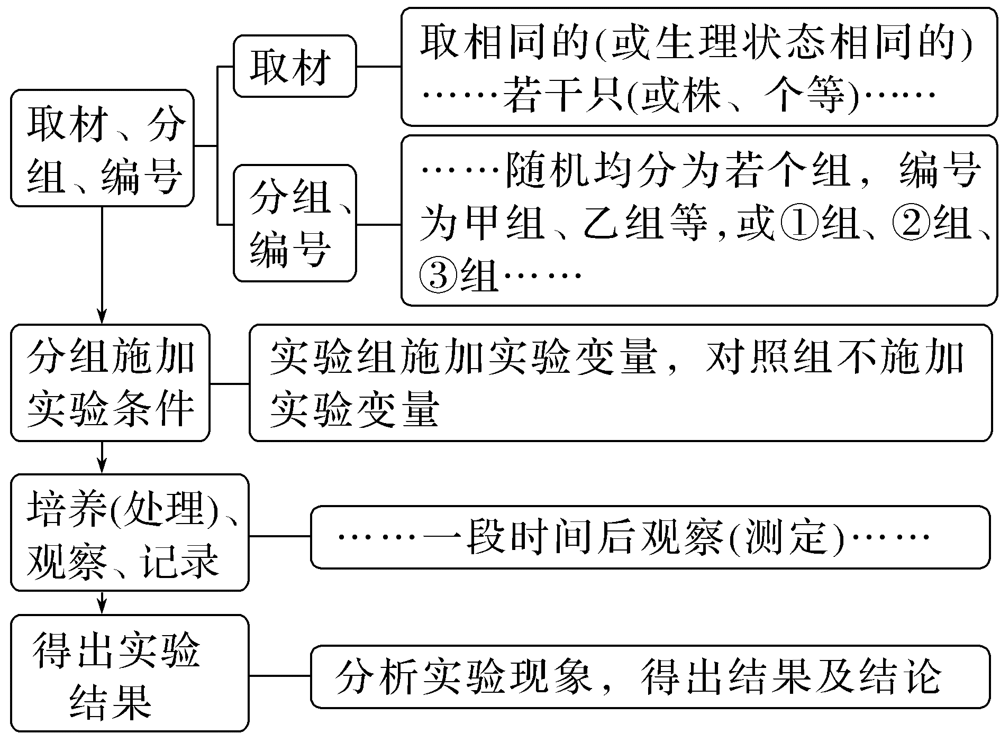 取材、分
组、编号
取材
取相同的(或生理状态相同的)
……若干只(或株、个等)……
分组、
编号
……随机均分为若个组，编号
为甲组、乙组等,或①组、②组、
③组……
分组施加
实验条件
实验组施加实验变量，对照组不施加
实验变量
培养(处理)、
观察、记录
……一段时间后观察(测定)……
得出实验
结果
分析实验现象，得出结果及结论